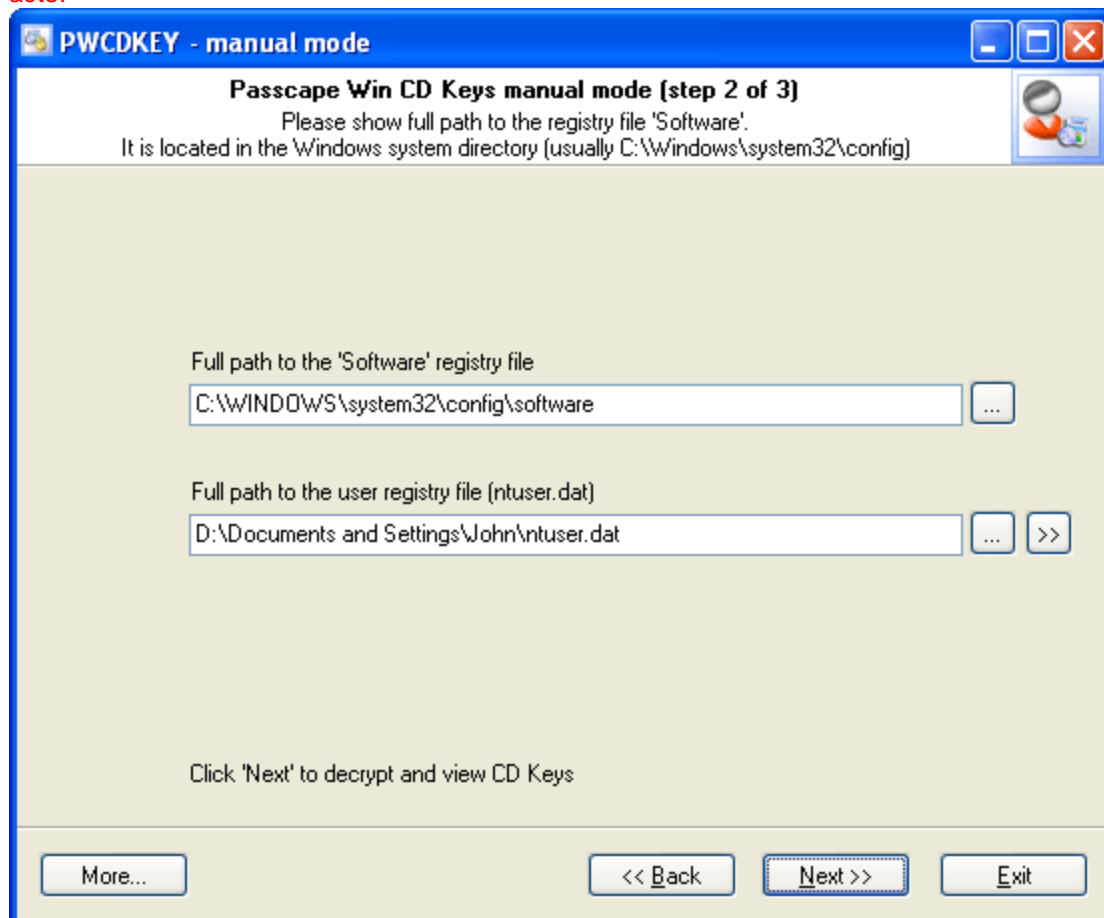 PWCDKEY - manual mode
Passcape Win CD Keys manual mode (step 2 of 3)
Please show full path to the registry file 'Software'.
It is located in the Windows system directory (usually C:\Windows\system32\config)
Full path to the 'Software' registry file
C:\WINDOWS\system32\config\software
...
Full path to the user registry file (ntuser.dat)
D:\Documents and Settings\John\ntuser.dat
... >>
Click 'Next' to decrypt and view CD Keys
More... << Back Next >> Exit